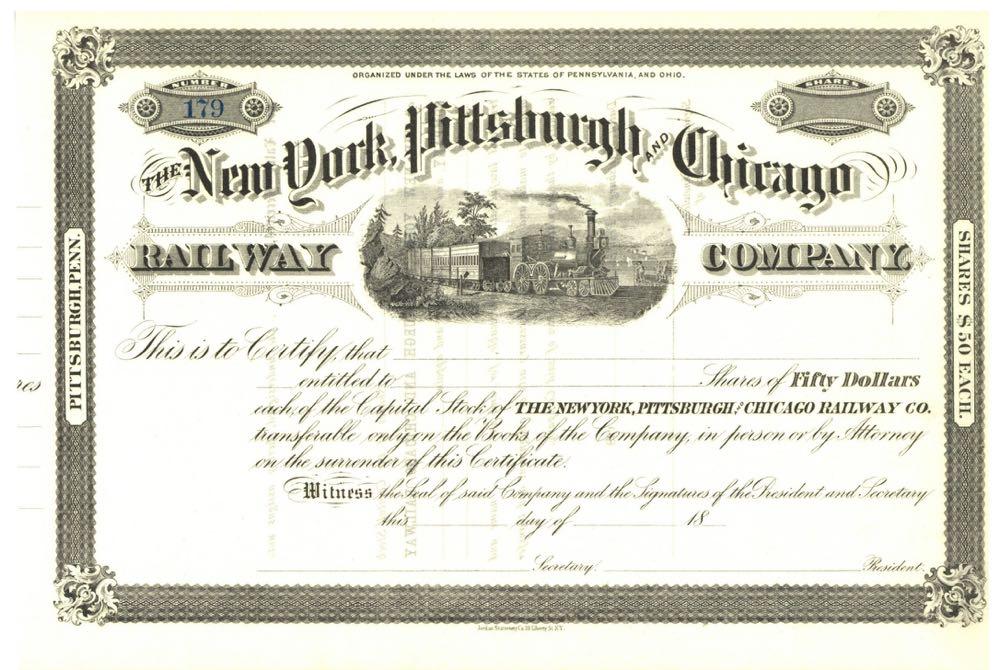 ORGANIZED UNDER THE LAWS OF THE STATES OF PENNSYLVANIA, AND OHIO.
NUMBER
179
SHARES
THE New York, Pittsburgh AND Chicago
RAILWAY COMPANY.
PITTSBURGH, PENN.
SHARES $50 EACH.
This is to Certify, that
entitled to Shares of Fifty Dollars
each, of the Capital Stock of THE NEW YORK, PITTSBURGH AND CHICAGO RAILWAY CO.
transferable only on the Books of the Company, in person or by Attorney
on the surrender of this Certificate.
Witness the Seal of said Company and the Signatures of the President and Secretary
this day of 18
Secretary. President.
res